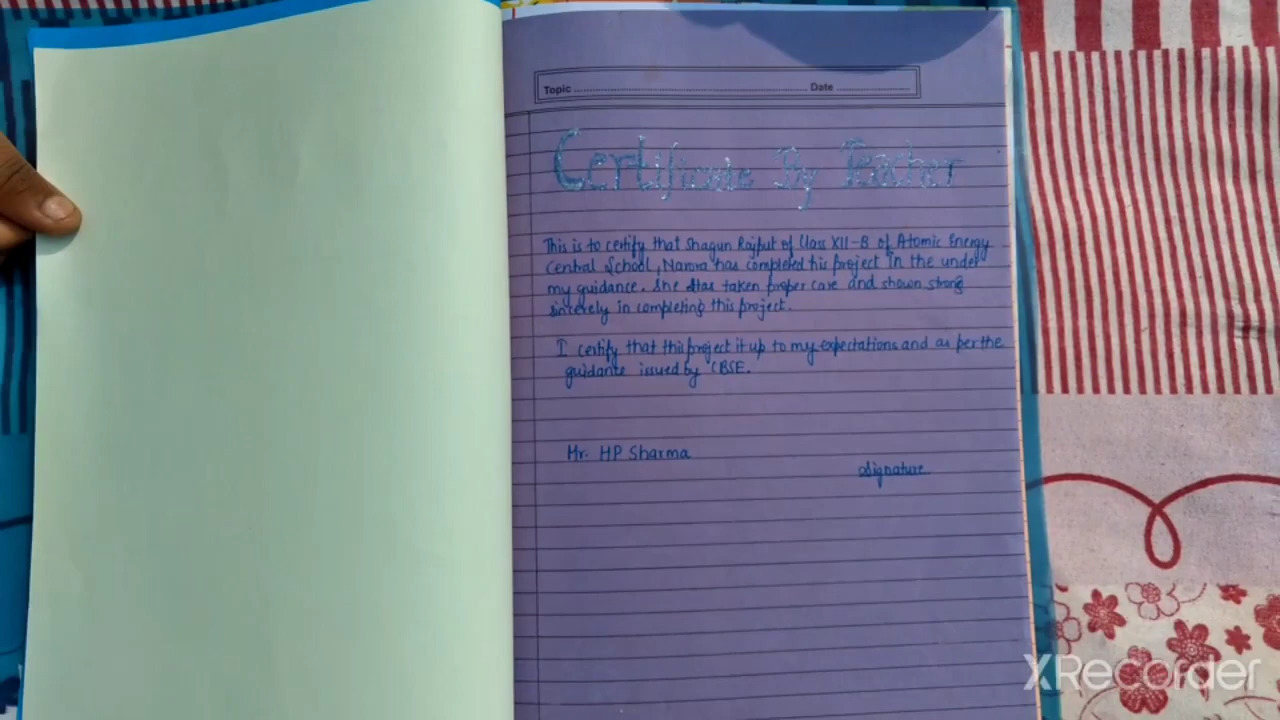 Topic ........................................ Date ....................
Certificate By Teacher
This is to certify that Shagun Rajput of Class XII-B of Atomic Energy
Central School, Narora has completed his project in the under
my guidance. She has taken proper care and shown strong
sincerely in completing this project.
I certify that this project it up to my expectations and as per the
guidance issued by CBSE.
Mr. HP Sharma
Signature
XRecorder